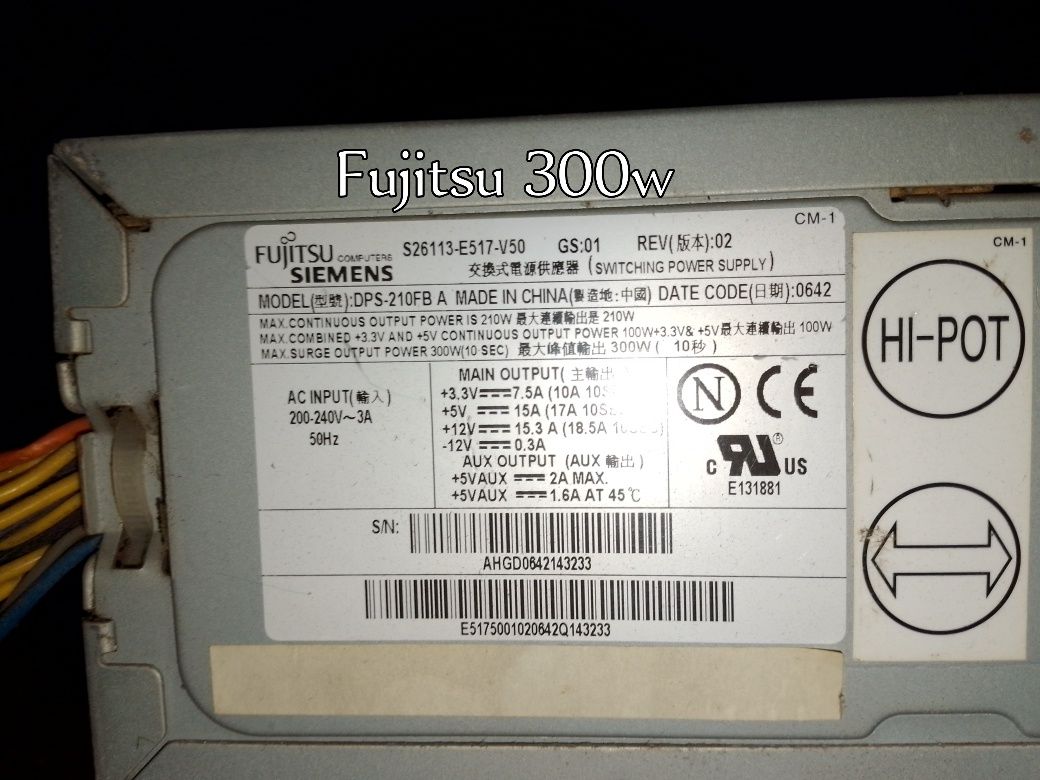 Fujitsu 300w
CM-1
FUJITSU COMPUTERS
SIEMENS
S26113-E517-V50 GS:01 REV(版本):02
交換式電源供應器 (SWITCHING POWER SUPPLY)
MODEL(型號):DPS-210FB A MADE IN CHINA(製造地:中國) DATE CODE(日期):0642
MAX.CONTINUOUS OUTPUT POWER IS 210W 最大連續輸出是 210W
MAX.COMBINED +3.3V AND +5V CONTINUOUS OUTPUT POWER 100W+3.3V& +5V最大連續輸出 100W
MAX.SURGE OUTPUT POWER 300W(10 SEC) 最大峰值輸出 300W ( 10秒 )
AC INPUT(輸入)
200-240V~3A
50Hz
MAIN OUTPUT( 主輸出
+3.3V⎓7.5A (10A
+5V ⎓ 15A (17A
+12V ⎓ 15.3 A (18.5A
-12V ⎓ 0.3A
AUX OUTPUT (AUX 輸出 )
+5VAUX ⎓ 2A MAX.
+5VAUX ⎓ 1.6A AT 45℃
N CE
c RU ® US
E131881
S/N:
AHGD0642143233
E5175001020642Q143233
CM-1
HI-POT